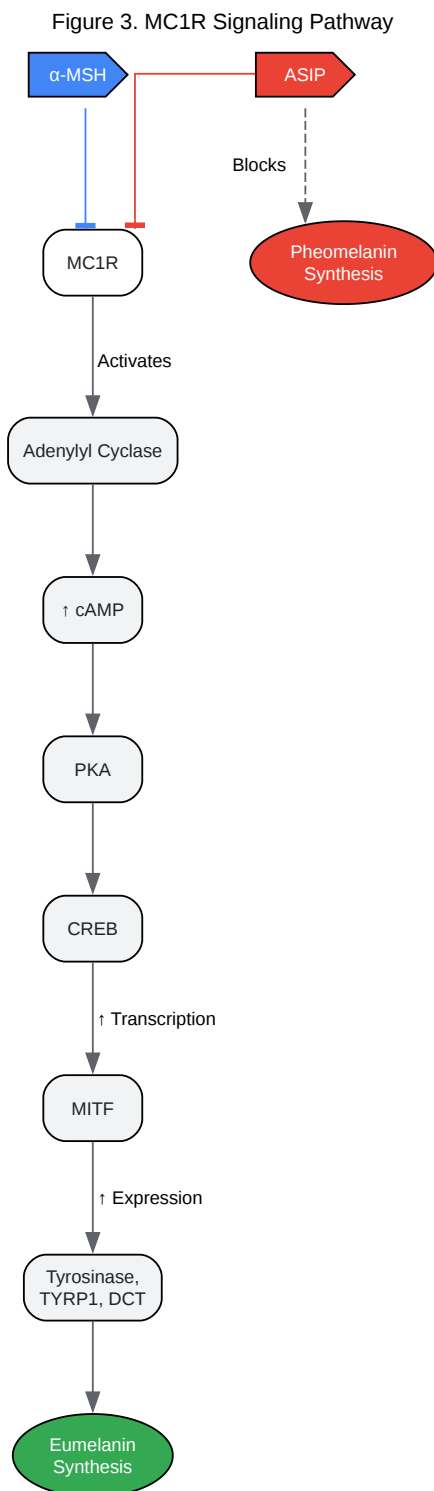 Figure 3. MC1R Signaling Pathway
α-MSH
ASIP
Blocks
MC1R
Pheomelanin
Synthesis
Activates
Adenylyl Cyclase
↑ cAMP
PKA
CREB
↑ Transcription
MITF
↑ Expression
Tyrosinase,
TYRP1, DCT
Eumelanin
Synthesis